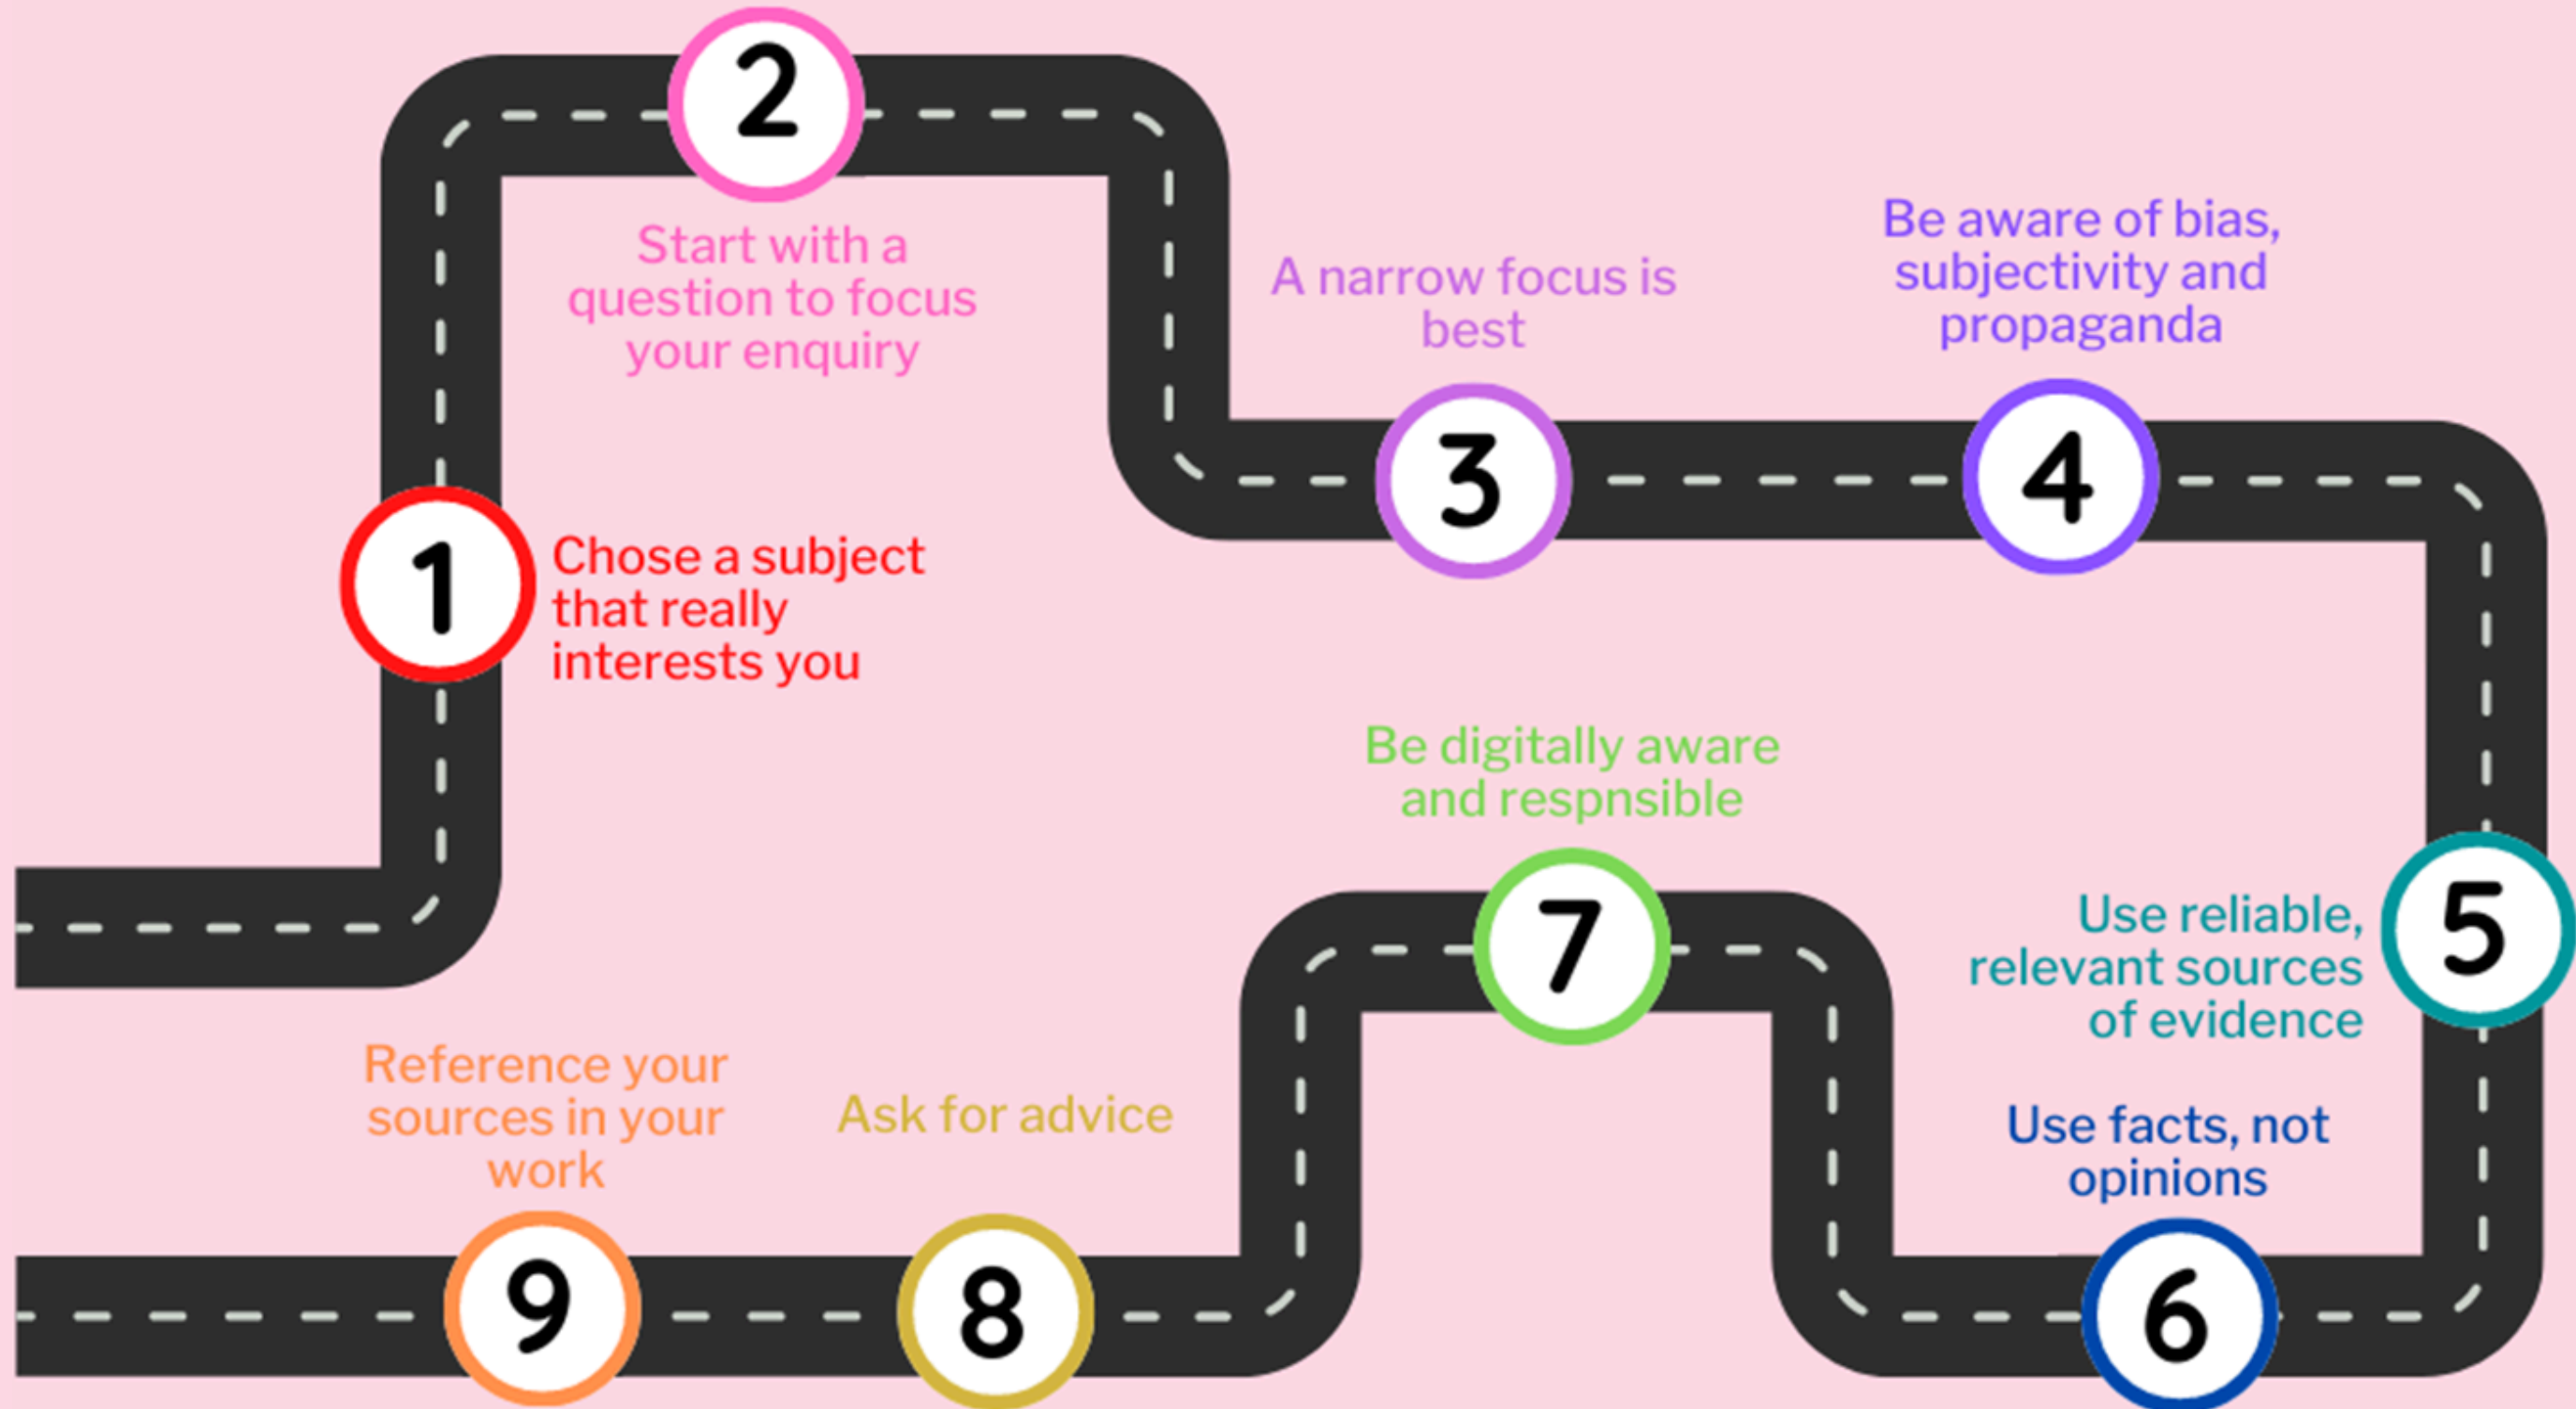 1
Chose a subject
that really
interests you
2
Start with a
question to focus
your enquiry
3
A narrow focus is
best
4
Be aware of bias,
subjectivity and
propaganda
5
Use reliable,
relevant sources
of evidence
6
Use facts, not
opinions
7
Be digitally aware
and respnsible
8
Ask for advice
9
Reference your
sources in your
work